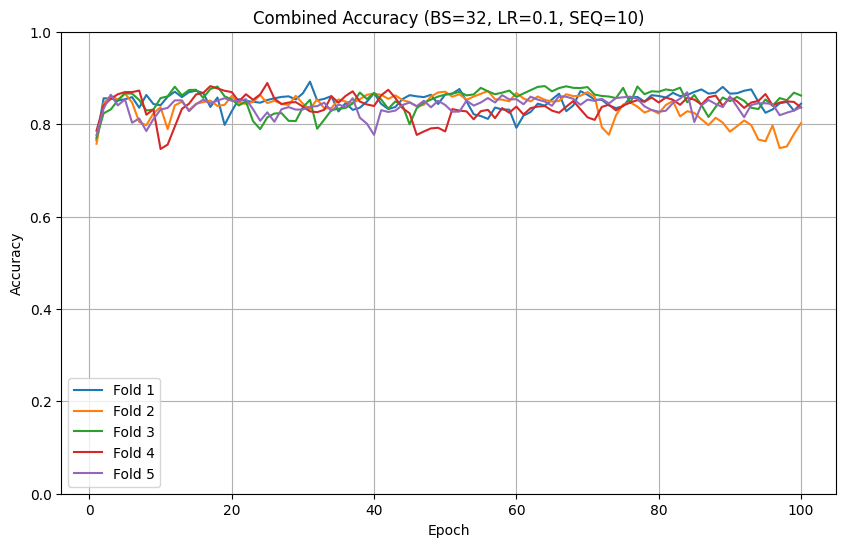 Combined Accuracy (BS=32, LR=0.1, SEQ=10)
1.0
0.8
0.6
0.4
0.2
0.0
Accuracy
Fold 1
Fold 2
Fold 3
Fold 4
Fold 5
0 20 40 60 80 100
Epoch